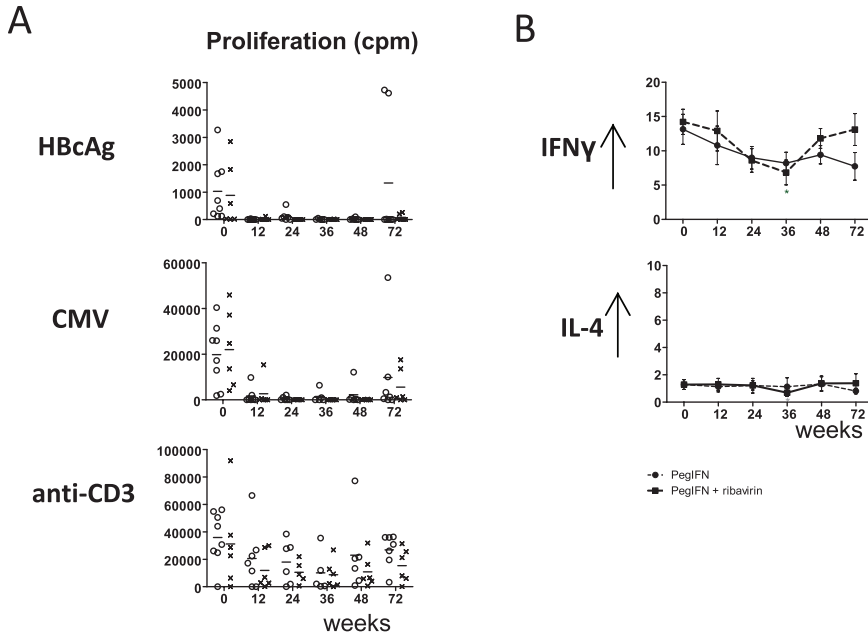 A
Proliferation (cpm)
HBcAg
5000
4000
3000
2000
1000
0
0 12 24 36 48 72
CMV
60000
40000
20000
0
0 12 24 36 48 72
anti-CD3
100000
80000
60000
40000
20000
0
0 12 24 36 48 72
weeks
B
IFNγ
20
15
10
5
0
*
0 12 24 36 48 72
IL-4
10
8
6
4
2
0
0 12 24 36 48 72
weeks
PegIFN
PegIFN + ribavirin